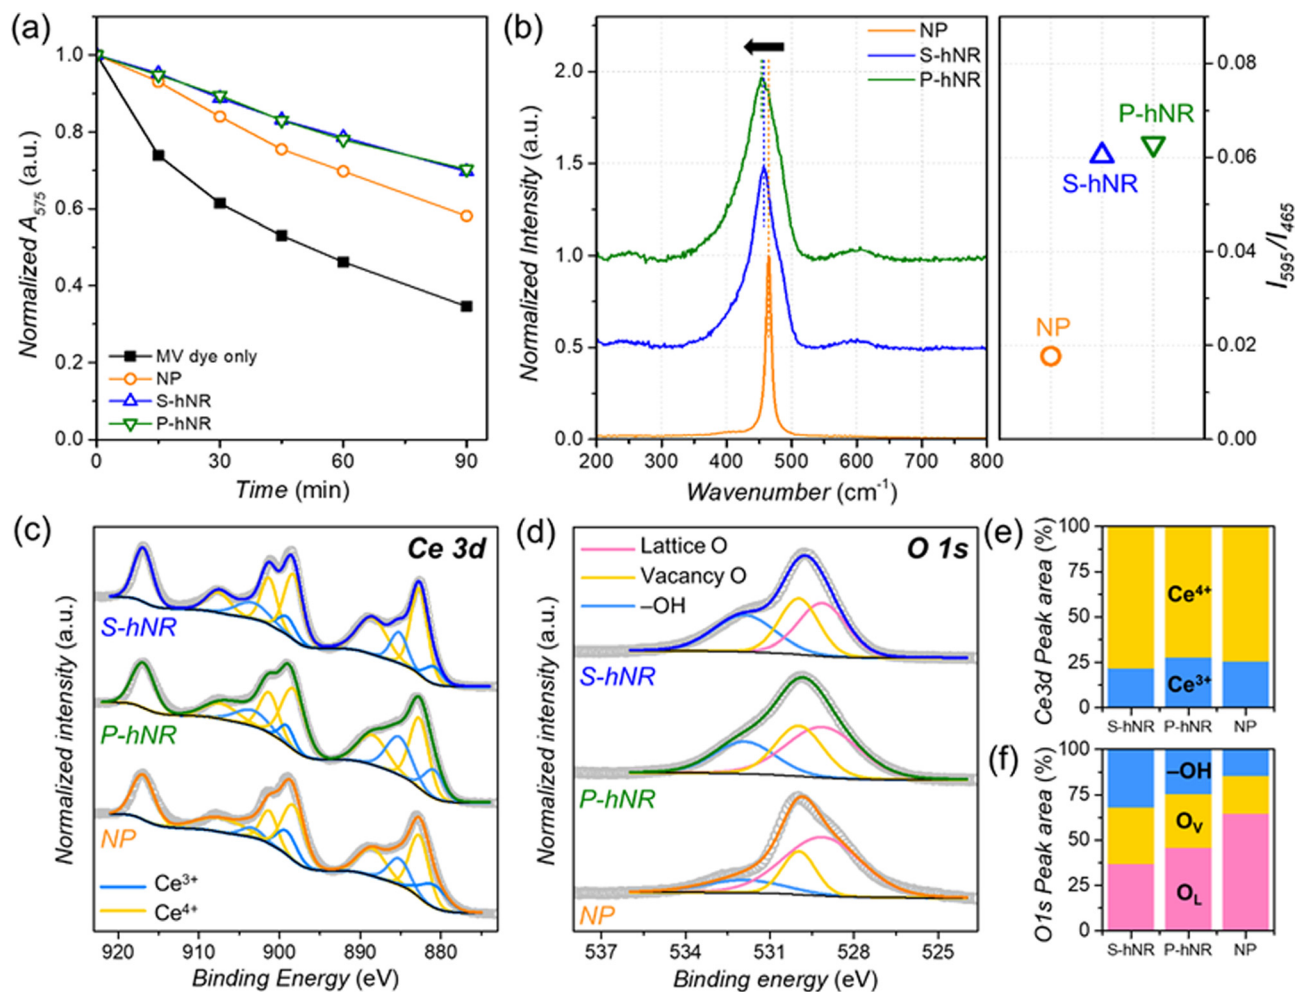 (a)
Normalized A575 (a.u.)
1.0
0.8
0.6
0.4
0.2
0.0
MV dye only
NP
S-hNR
P-hNR
0 30 60 90
Time (min)
(b)
Normalized Intensity (a.u.)
2.0
1.5
1.0
0.5
0.0
NP
S-hNR
P-hNR
200 300 400 500 600 700 800
Wavenumber (cm-1)
P-hNR
S-hNR
NP
0.08
0.06
0.04
0.02
0.00
I595/I465
(c)
Ce 3d
Normalized intensity (a.u.)
S-hNR
P-hNR
NP
Ce3+
Ce4+
920 910 900 890 880
Binding Energy (eV)
(d)
O 1s
Normalized intensity (a.u.)
Lattice O
Vacancy O
–OH
S-hNR
P-hNR
NP
537 534 531 528 525
Binding energy (eV)
(e)
Ce3d Peak area (%)
100
75
50
25
0
Ce4+
Ce3+
S-hNR P-hNR NP
(f)
O1s Peak area (%)
100
75
50
25
0
–OH
OV
OL
S-hNR P-hNR NP